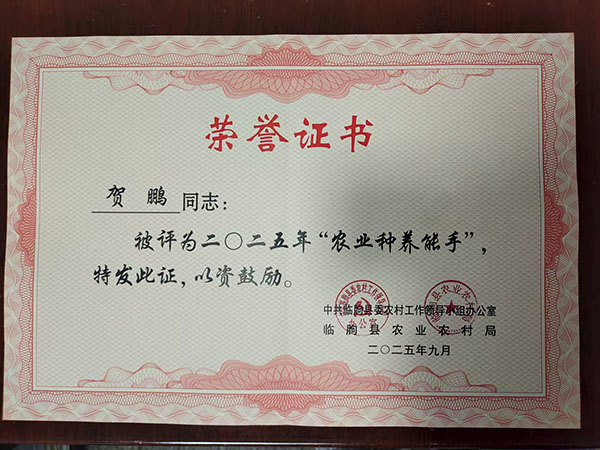 荣誉证书
贺鹏同志：
被评为二〇二五年“农业种养能手”，
特发此证，以资鼓励。
中共临朐县委农村工作领导小组办公室
临朐县农业农村局
二〇二五年九月